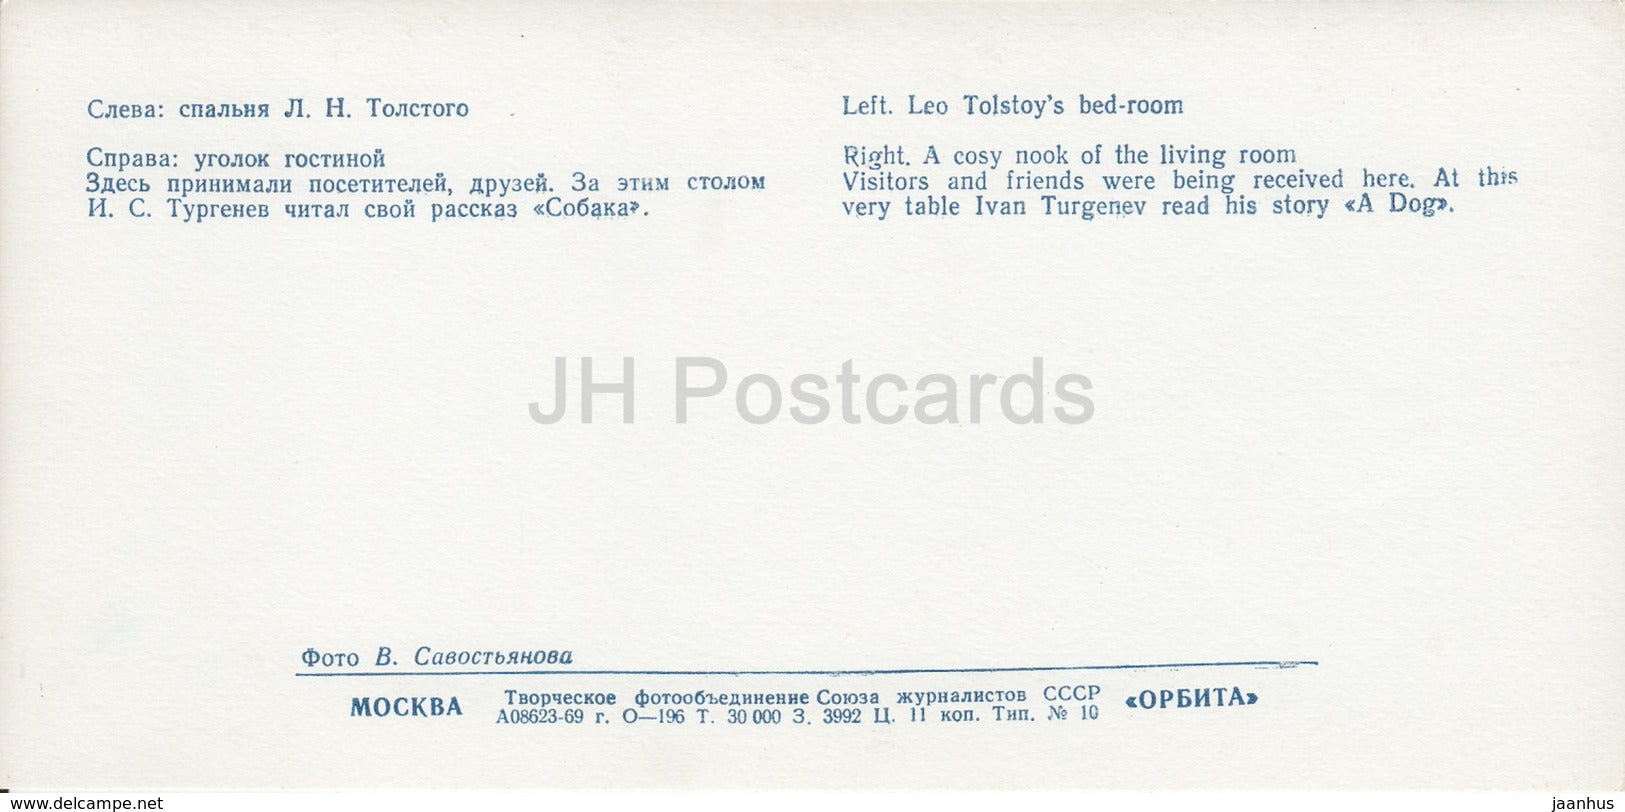 Слева: спальня Л. Н. Толстого
Справа: уголок гостиной
Здесь принимали посетителей, друзей. За этим столом
И. С. Тургенев читал свой рассказ «Собака».
Left. Leo Tolstoy's bed-room
Right. A cosy nook of the living room
Visitors and friends were being received here. At this
very table Ivan Turgenev read his story «A Dog».
JH Postcards
Фото В. Савостьянова
МОСКВА
Творческое фотообъединение Союза журналистов СССР
А08623-69 г. О—196 Т. 30 000 З. 3992 Ц. 11 коп. Тип. № 10
«ОРБИТА»
www.delcampe.net
jaanhus